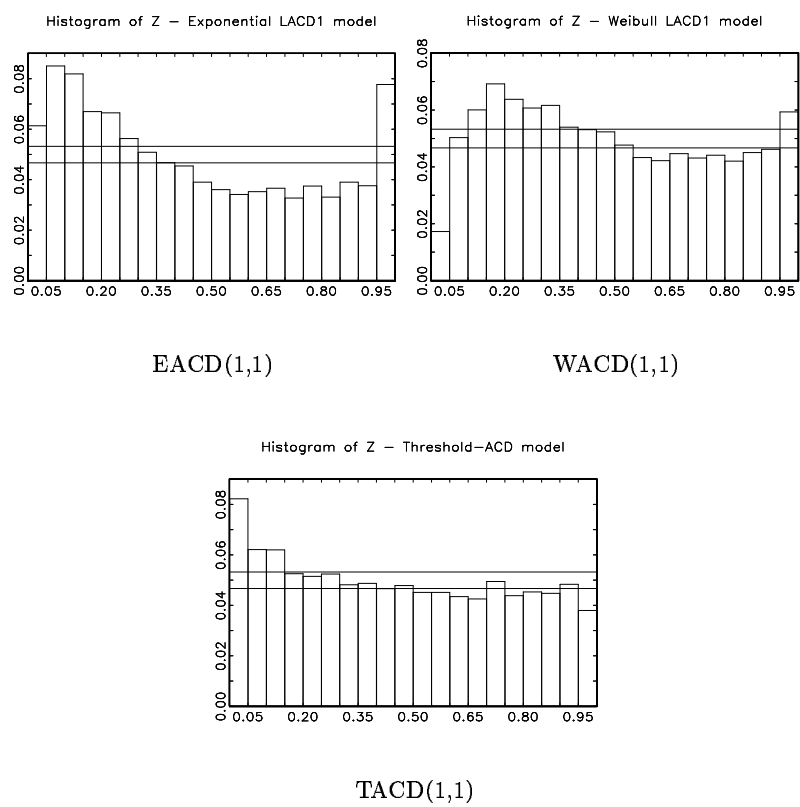 Histogram of Z – Exponential LACD1 model
0.00 0.02 0.04 0.06 0.08
0.05 0.20 0.35 0.50 0.65 0.80 0.95
EACD(1,1)
Histogram of Z – Weibull LACD1 model
0.00 0.02 0.04 0.06 0.08
0.05 0.20 0.35 0.50 0.65 0.80 0.95
WACD(1,1)
Histogram of Z – Threshold–ACD model
0.00 0.02 0.04 0.06 0.08
0.05 0.20 0.35 0.50 0.65 0.80 0.95
TACD(1,1)